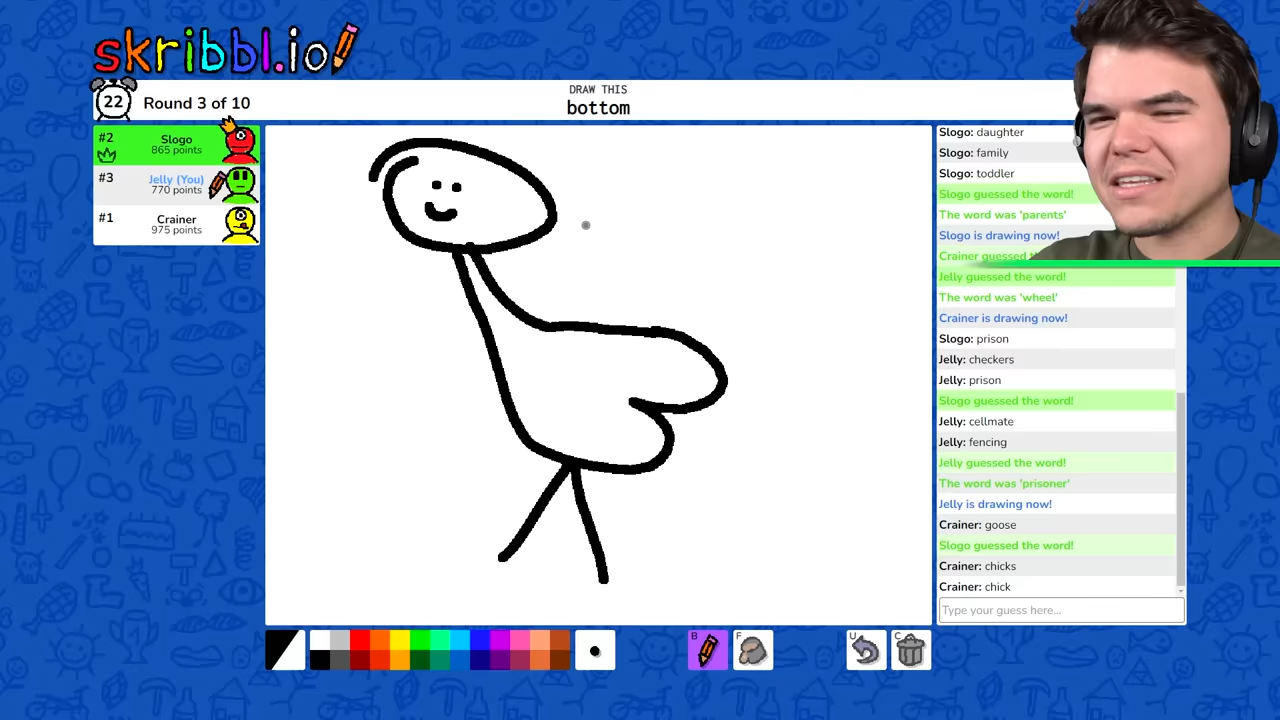 skribbl.io
22
Round 3 of 10
DRAW THIS
bottom
#2
Slogo
865 points
#3
Jelly (You)
770 points
#1
Crainer
975 points
Slogo: daughter
Slogo: family
Slogo: toddler
Slogo guessed the word!
The word was 'parents'
Slogo is drawing now!
Crainer guessed
Jelly guessed the word!
The word was 'wheel'
Crainer is drawing now!
Slogo: prison
Jelly: checkers
Jelly: prison
Slogo guessed the word!
Jelly: cellmate
Jelly: fencing
Jelly guessed the word!
The word was 'prisoner'
Jelly is drawing now!
Crainer: goose
Slogo guessed the word!
Crainer: chicks
Crainer: chick
Type your guess here...
B
F
U
C